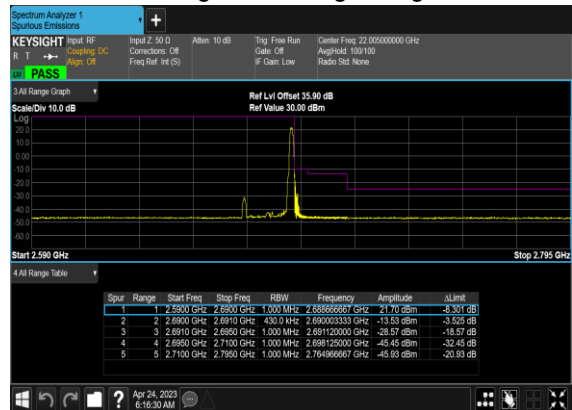 Spectrum Analyzer 1
Spurious Emissions
+
KEYSIGHT Input: RF Input Z: 50 Ω Atten: 10 dB Trig: Free Run Center Freq: 22.005000000 GHz
R T Coupling: DC Corrections: Off Gate: Off Avg|Hold: 100/100
Align: Off Freq Ref: Int (S) IF Gain: Low Radio Std: None
PASS
3 All Range Graph
Ref Lvl Offset 35.90 dB
Scale/Div 10.0 dB Ref Value 30.00 dBm
Log
20.0
10.0
0.00
-10.0
-20.0
-30.0
-40.0
-50.0
-60.0
Start 2.590 GHz Stop 2.795 GHz
4 All Range Table
Spur Range Start Freq Stop Freq RBW Frequency Amplitude ΔLimit
1 1 2.5900 GHz 2.6900 GHz 1.000 MHz 2.688666667 GHz 21.70 dBm -8.301 dB
2 2 2.6900 GHz 2.6910 GHz 430.0 kHz 2.690003333 GHz -13.53 dBm -3.525 dB
3 3 2.6910 GHz 2.6950 GHz 1.000 MHz 2.691120000 GHz -28.57 dBm -18.57 dB
4 4 2.6950 GHz 2.7100 GHz 1.000 MHz 2.698125000 GHz -45.45 dBm -32.45 dB
5 5 2.7100 GHz 2.7950 GHz 1.000 MHz 2.764966667 GHz -45.93 dBm -20.93 dB
? Apr 24, 2023
6:16:30 AM